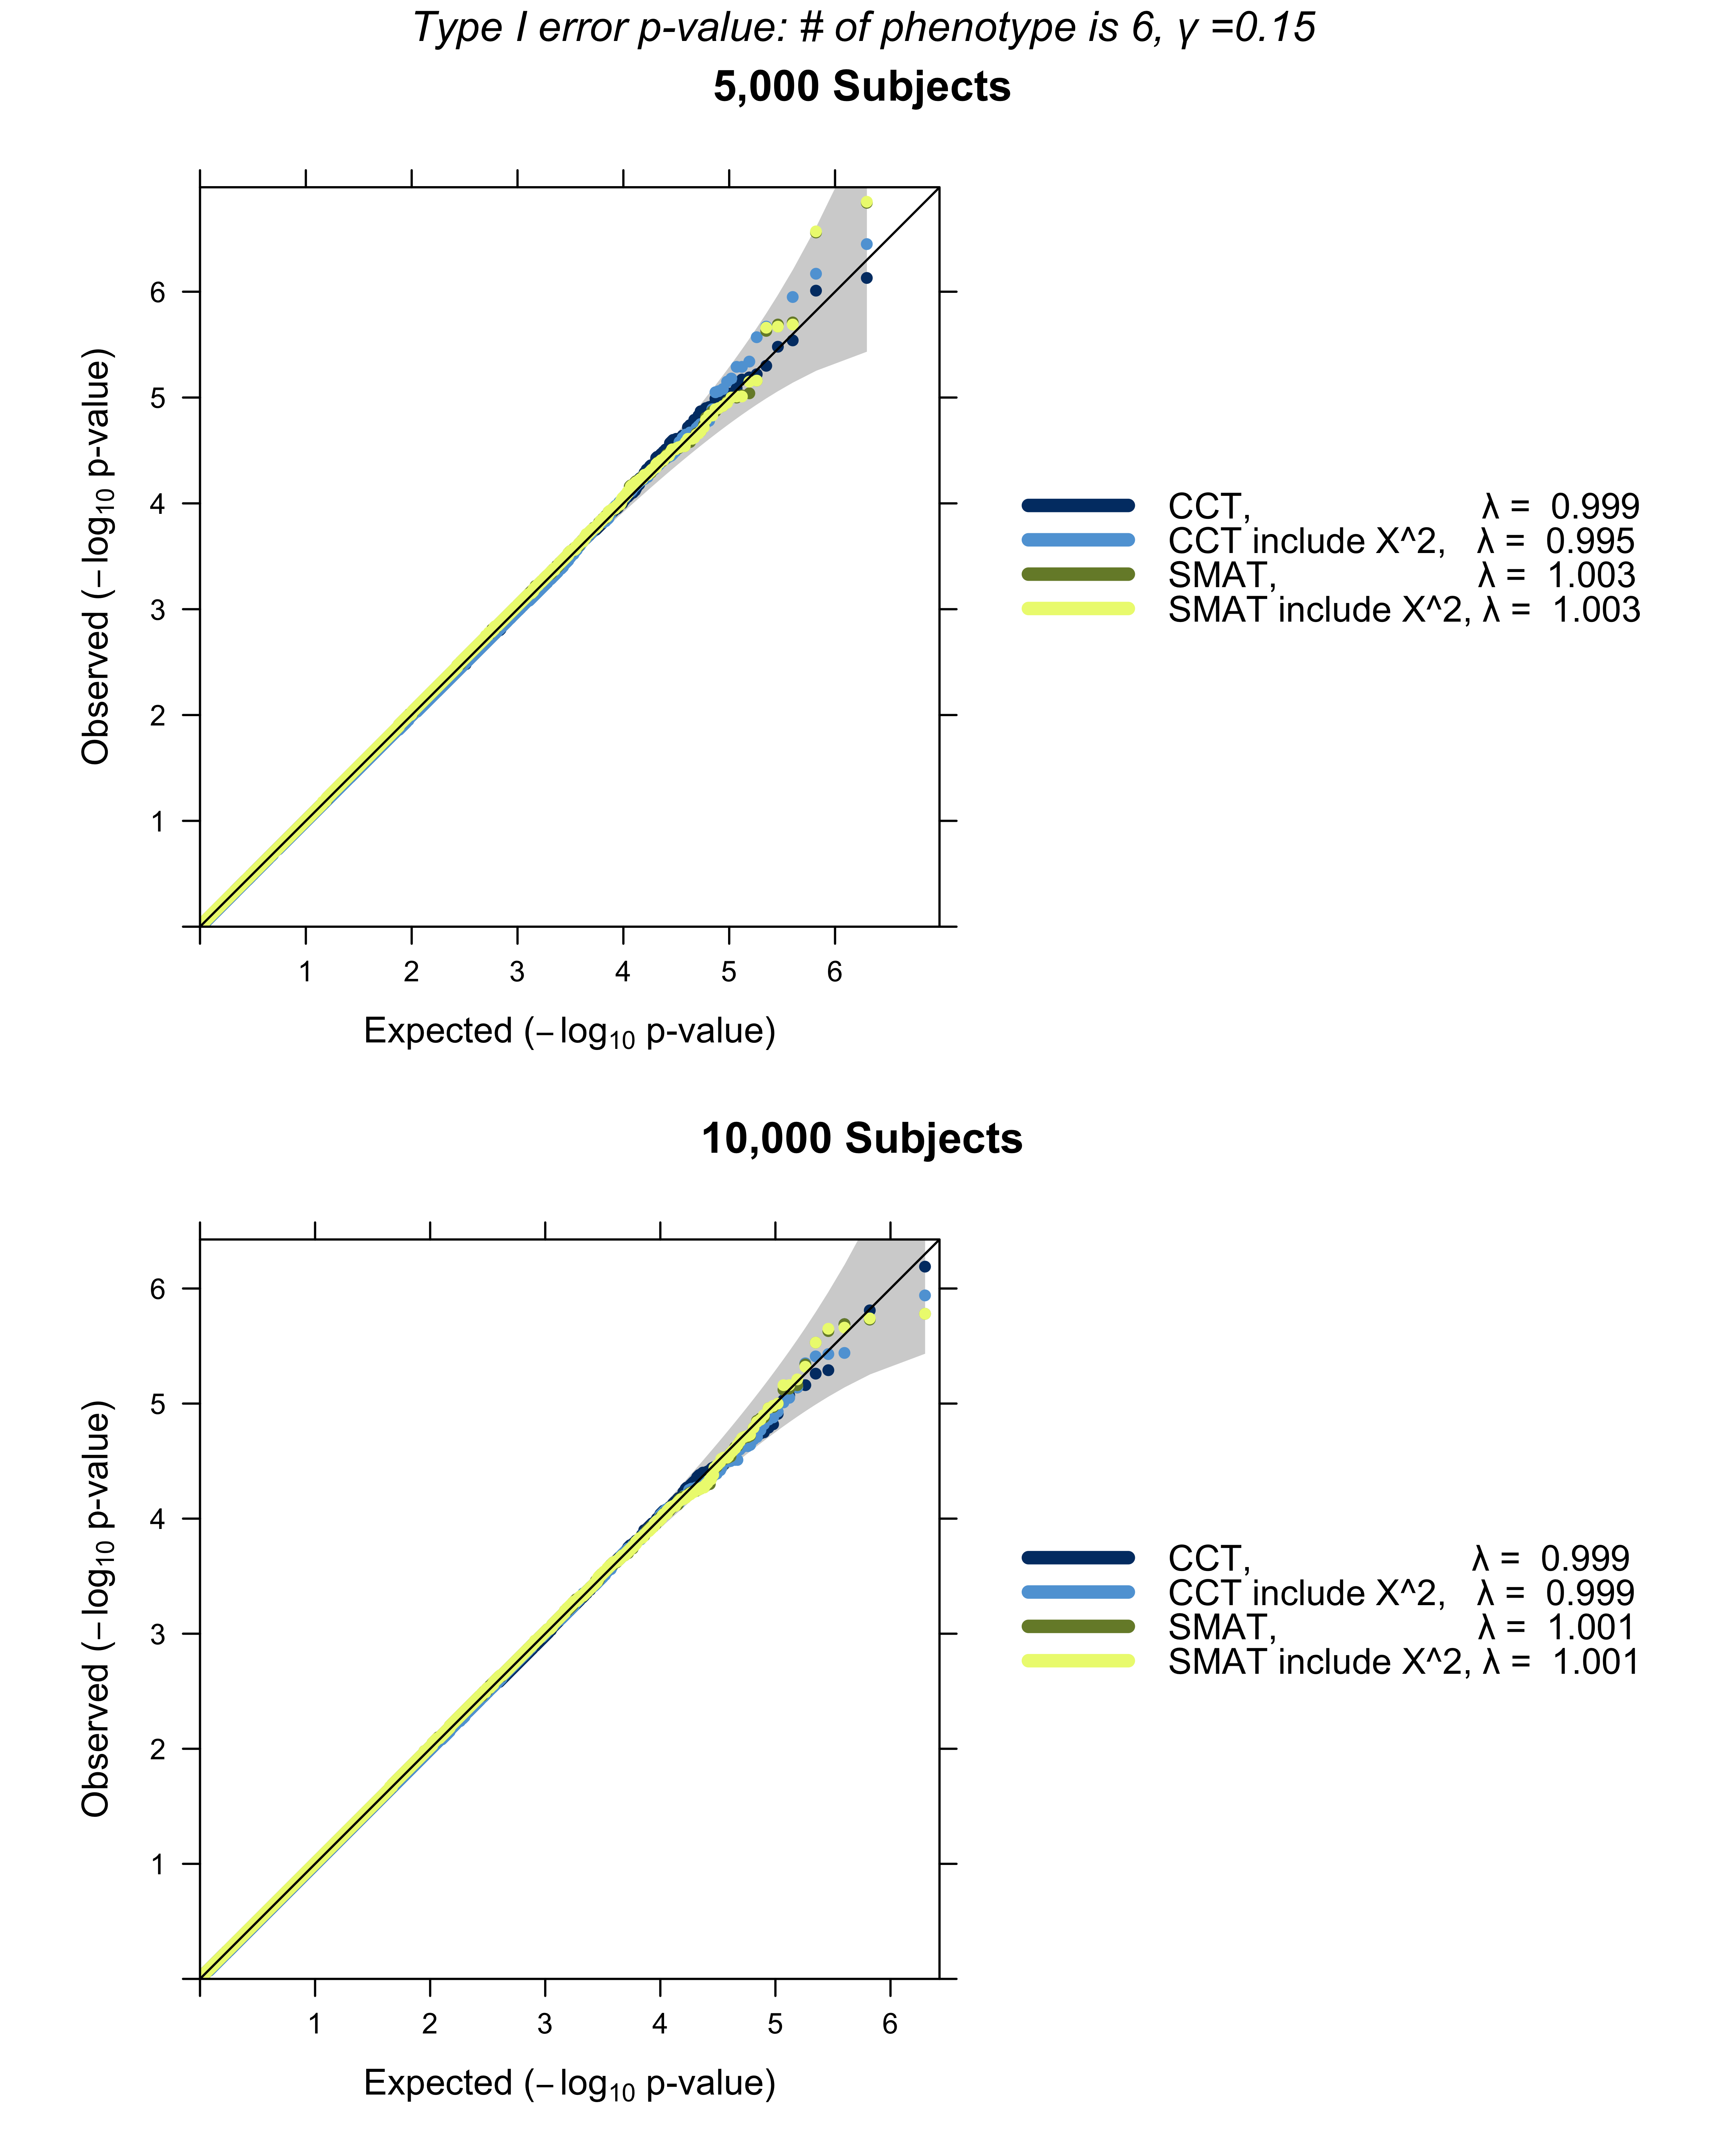 Type I error p-value: # of phenotype is 6, γ =0.15
5,000 Subjects
6
5
4
3
2
1
Observed (− log10 p-value)
1 2 3 4 5 6
Expected (− log10 p-value)
CCT, λ = 0.999
CCT include X^2, λ = 0.995
SMAT, λ = 1.003
SMAT include X^2, λ = 1.003
10,000 Subjects
6
5
4
3
2
1
Observed (− log10 p-value)
1 2 3 4 5 6
Expected (− log10 p-value)
CCT, λ = 0.999
CCT include X^2, λ = 0.999
SMAT, λ = 1.001
SMAT include X^2, λ = 1.001